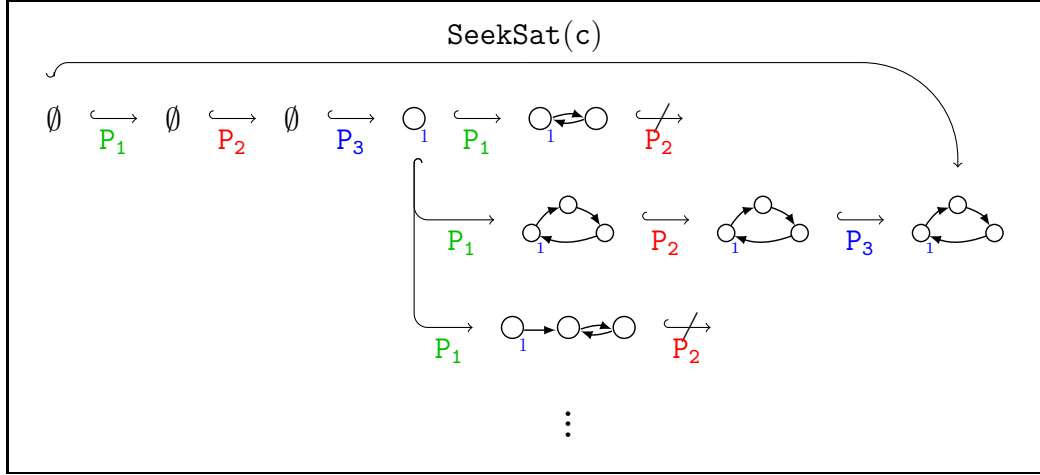 SeekSat(c)
∅ ∅ ∅ 1 1
P1 P2 P3 P1 P2
1 1 1
P1 P2 P3
1
P1 P2
⋮